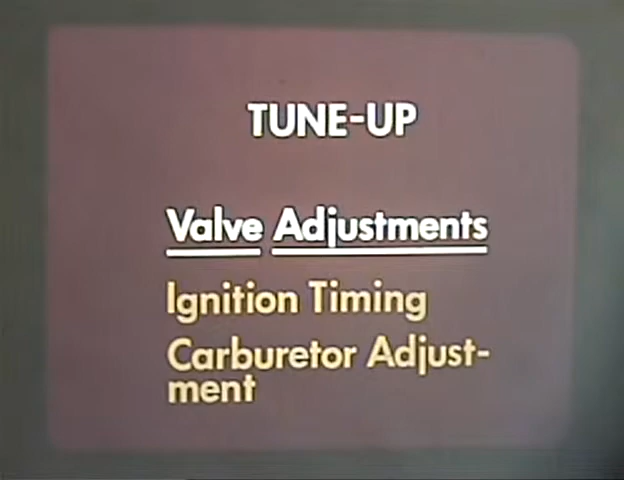 TUNE-UP
Valve Adjustments
Ignition Timing
Carburetor Adjust-
ment